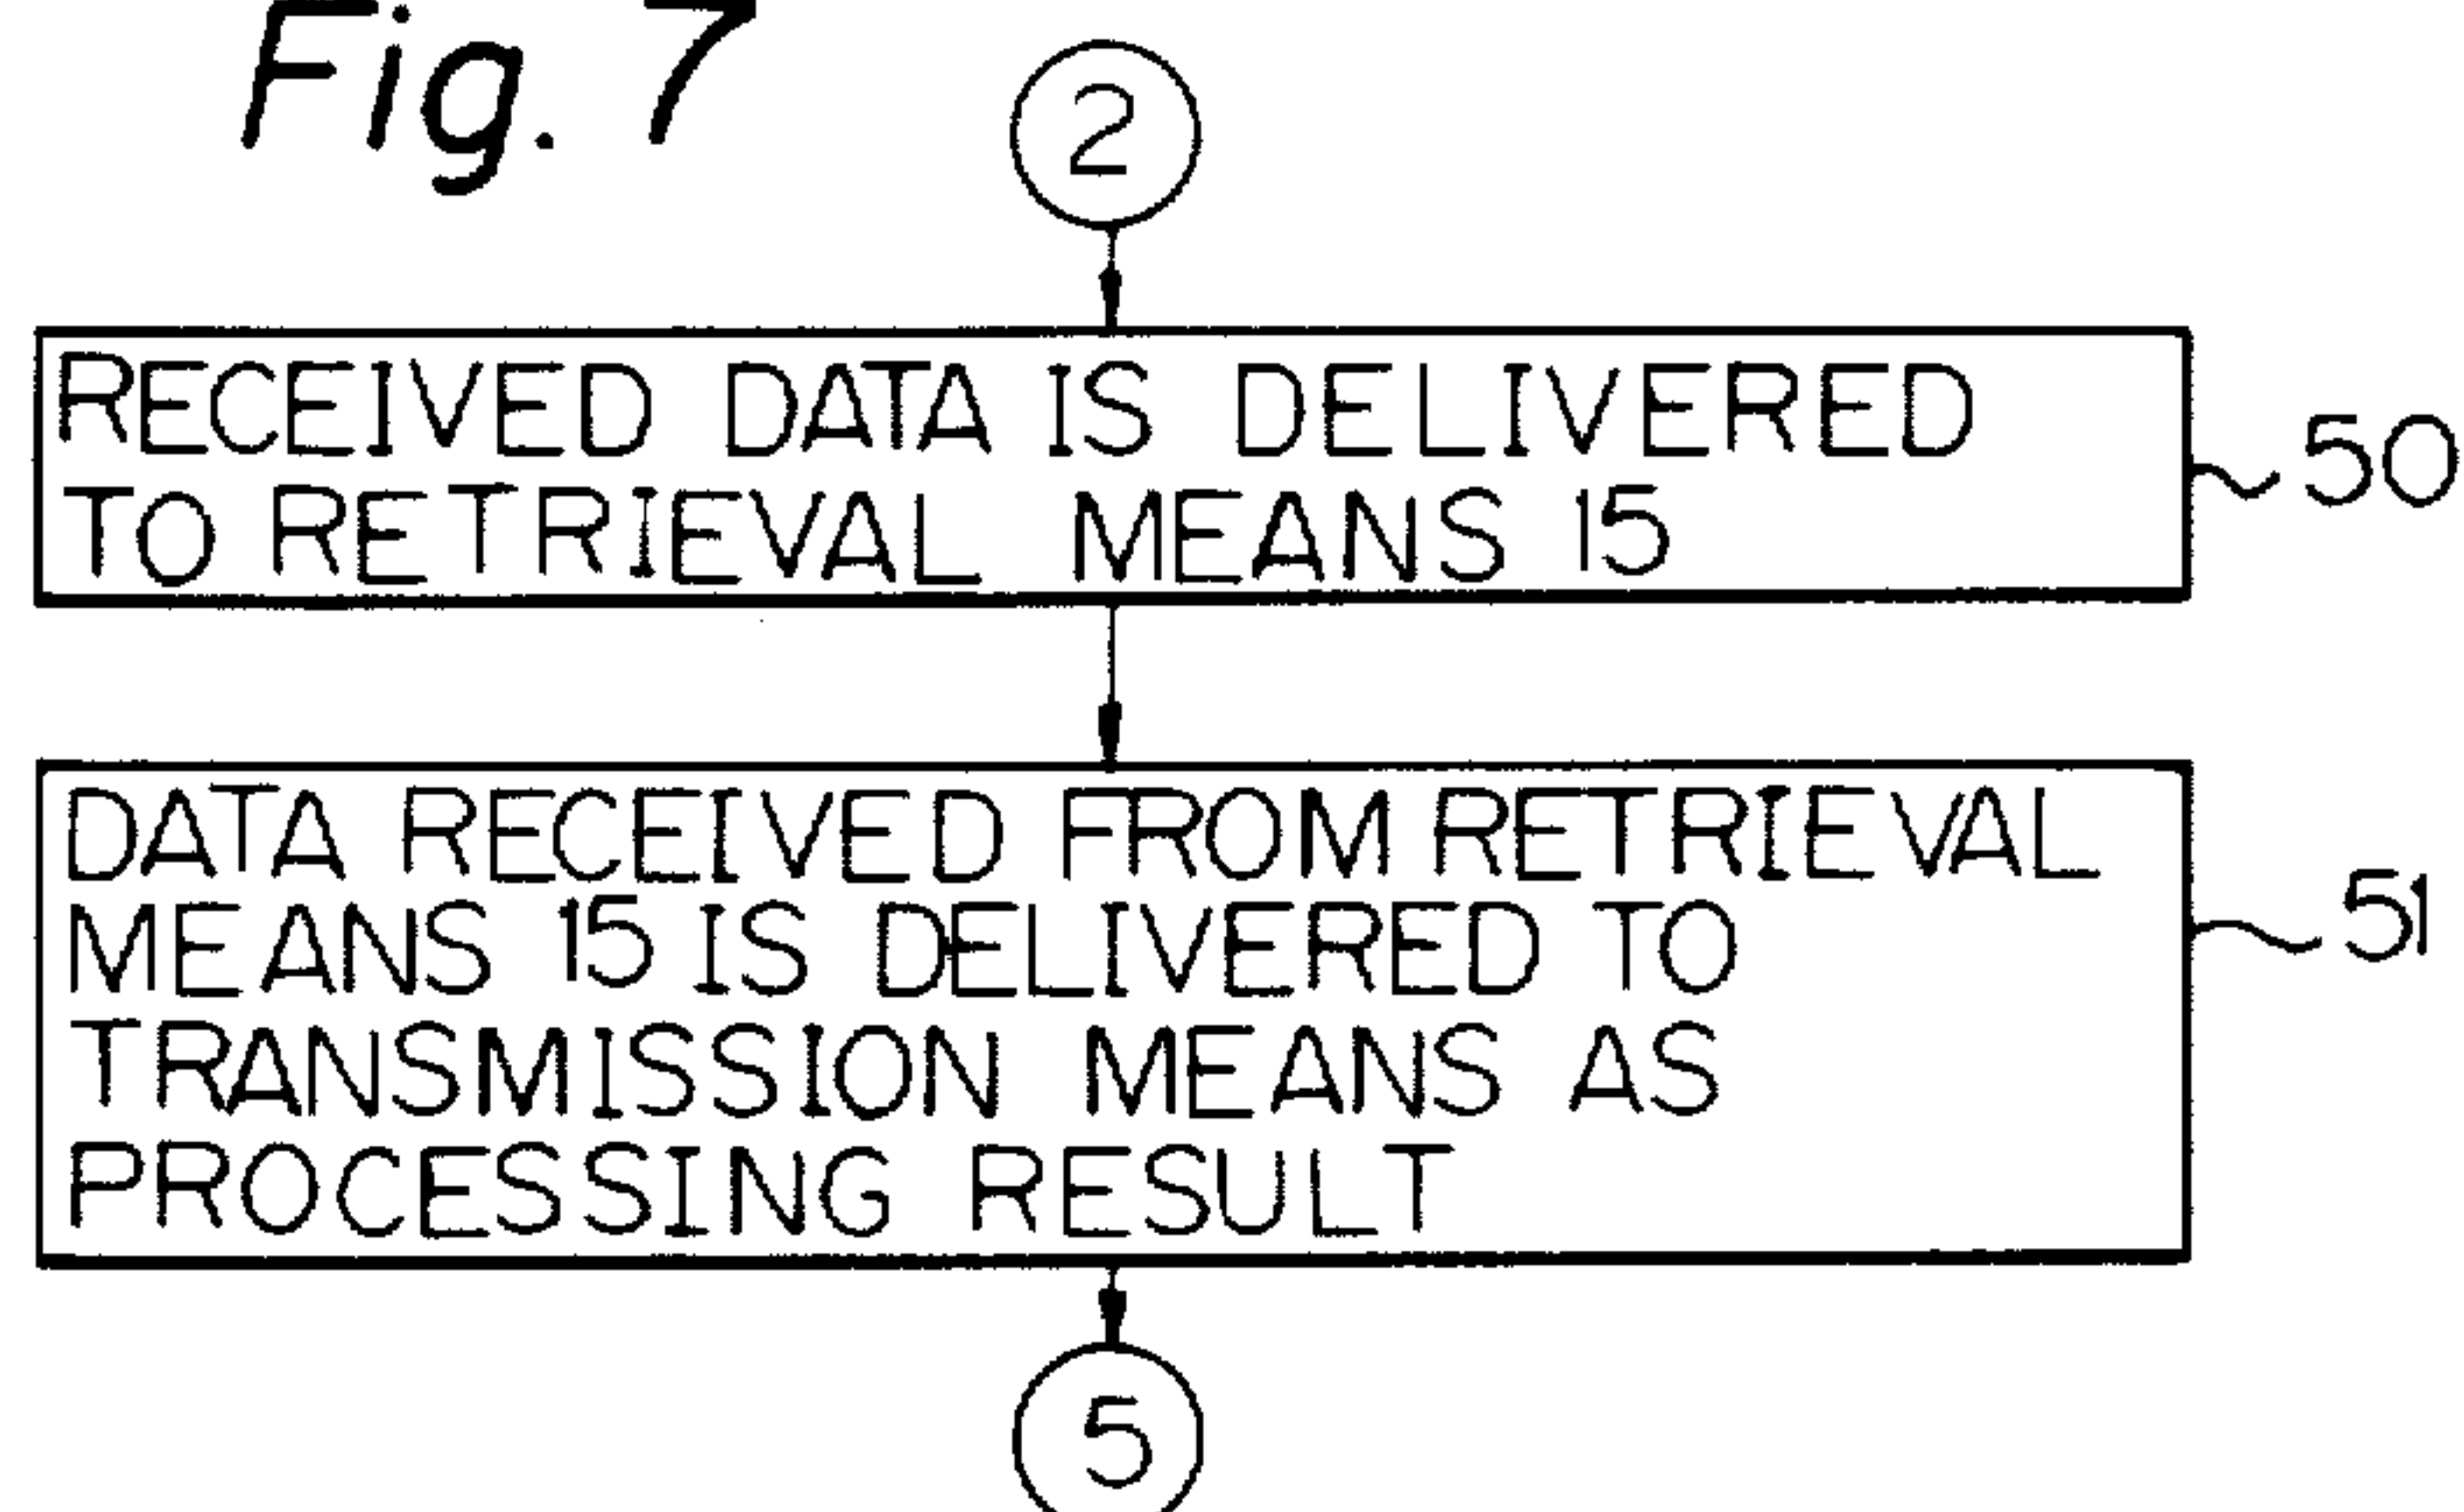 Fig. 7
2
RECEIVED DATA IS DELIVERED
TO RETRIEVAL MEANS 15
50
DATA RECEIVED FROM RETRIEVAL
MEANS 15 IS DELIVERED TO
TRANSMISSION MEANS AS
PROCESSING RESULT
51
5